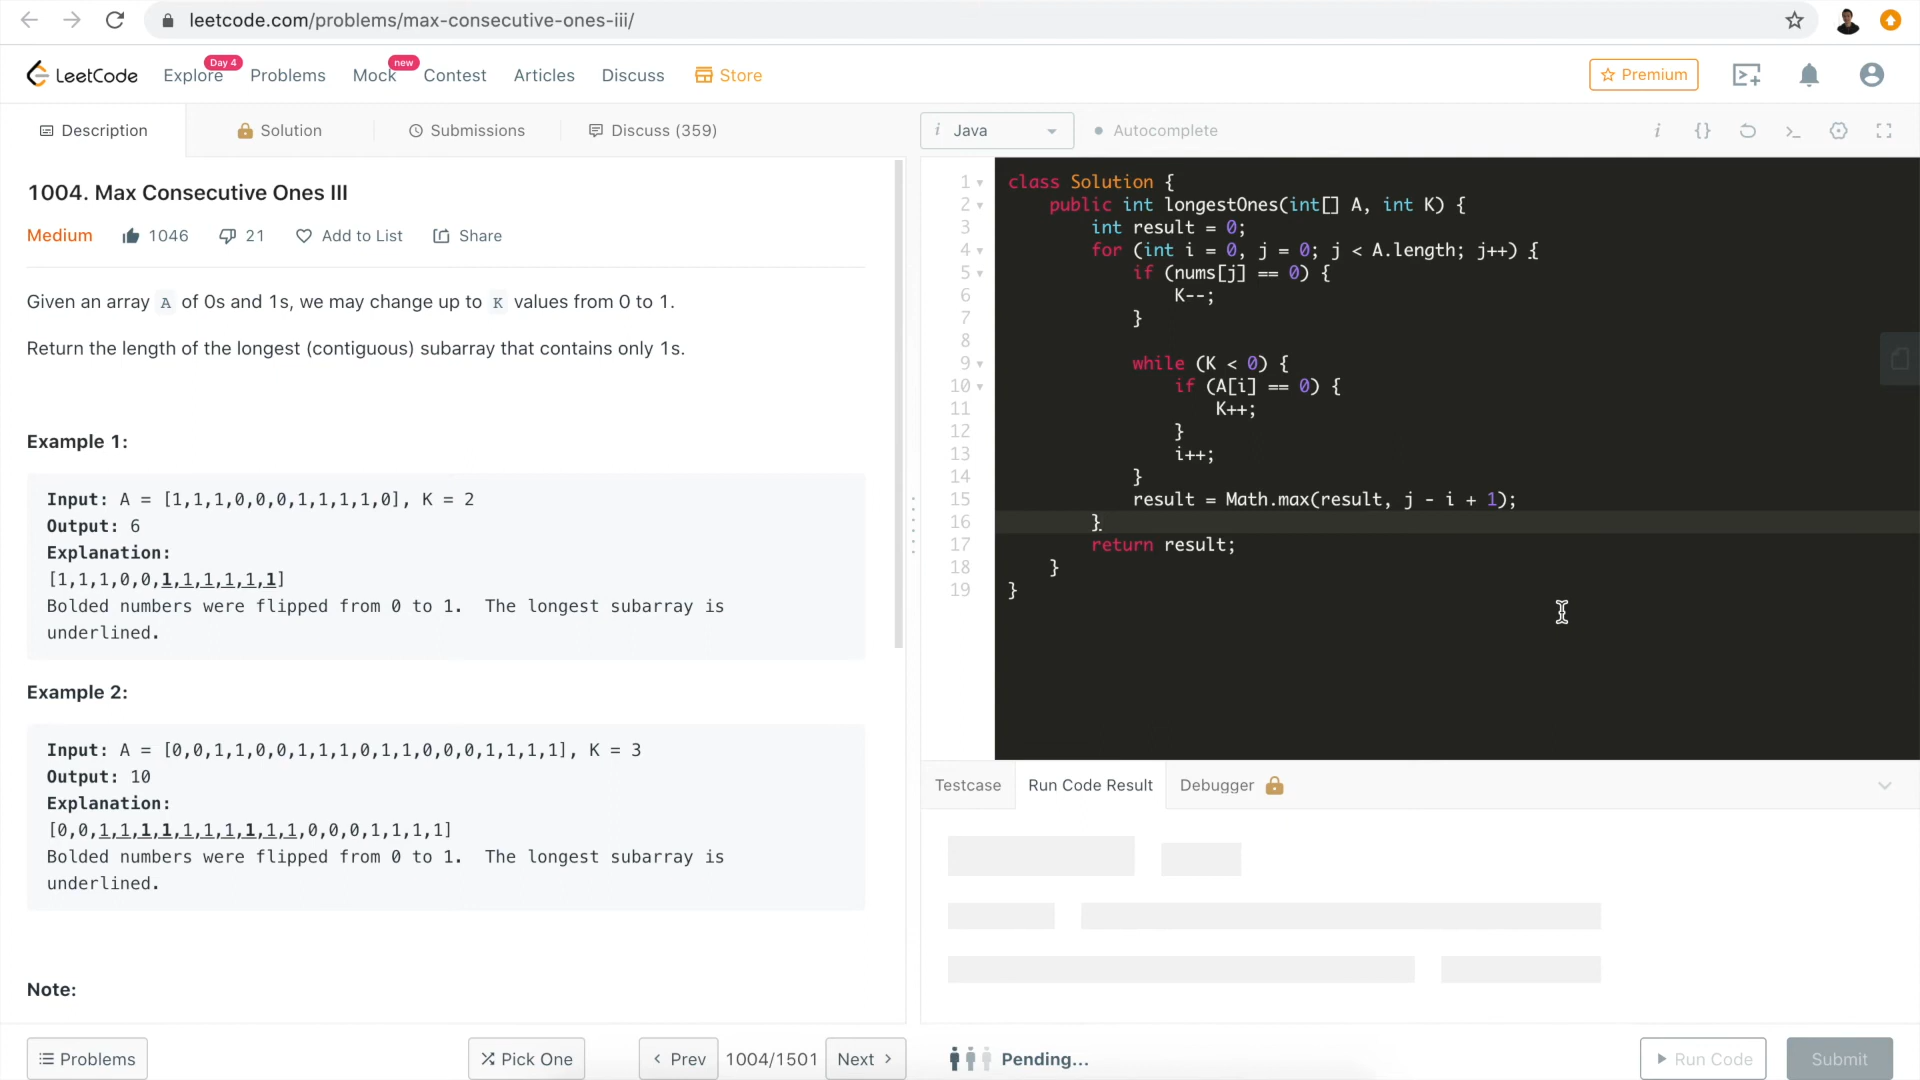 leetcode.com/problems/max-consecutive-ones-iii/
LeetCode Explore Day 4 Problems Mock new Contest Articles Discuss Store Premium
Description Solution Submissions Discuss (359)
1004. Max Consecutive Ones III
Medium 1046 21 Add to List Share
Given an array A of 0s and 1s, we may change up to K values from 0 to 1.
Return the length of the longest (contiguous) subarray that contains only 1s.
Example 1:
Input: A = [1,1,1,0,0,0,1,1,1,1,0], K = 2
Output: 6
Explanation:
[1,1,1,0,0,1,1,1,1,1,1]
Bolded numbers were flipped from 0 to 1.  The longest subarray is
underlined.
Example 2:
Input: A = [0,0,1,1,0,0,1,1,1,0,1,1,0,0,0,1,1,1,1], K = 3
Output: 10
Explanation:
[0,0,1,1,1,1,1,1,1,1,1,1,0,0,0,1,1,1,1]
Bolded numbers were flipped from 0 to 1.  The longest subarray is
underlined.
Note:
Problems Pick One < Prev 1004/1501 Next >
i Java Autocomplete i {} >_
1 class Solution {
2 public int longestOnes(int[] A, int K) {
3 int result = 0;
4 for (int i = 0, j = 0; j < A.length; j++) {
5 if (nums[j] == 0) {
6 K--;
7 }
8
9 while (K < 0) {
10 if (A[i] == 0) {
11 K++;
12 }
13 i++;
14 }
15 result = Math.max(result, j - i + 1);
16 }
17 return result;
18 }
19 }
Testcase Run Code Result Debugger
Pending... Run Code Submit